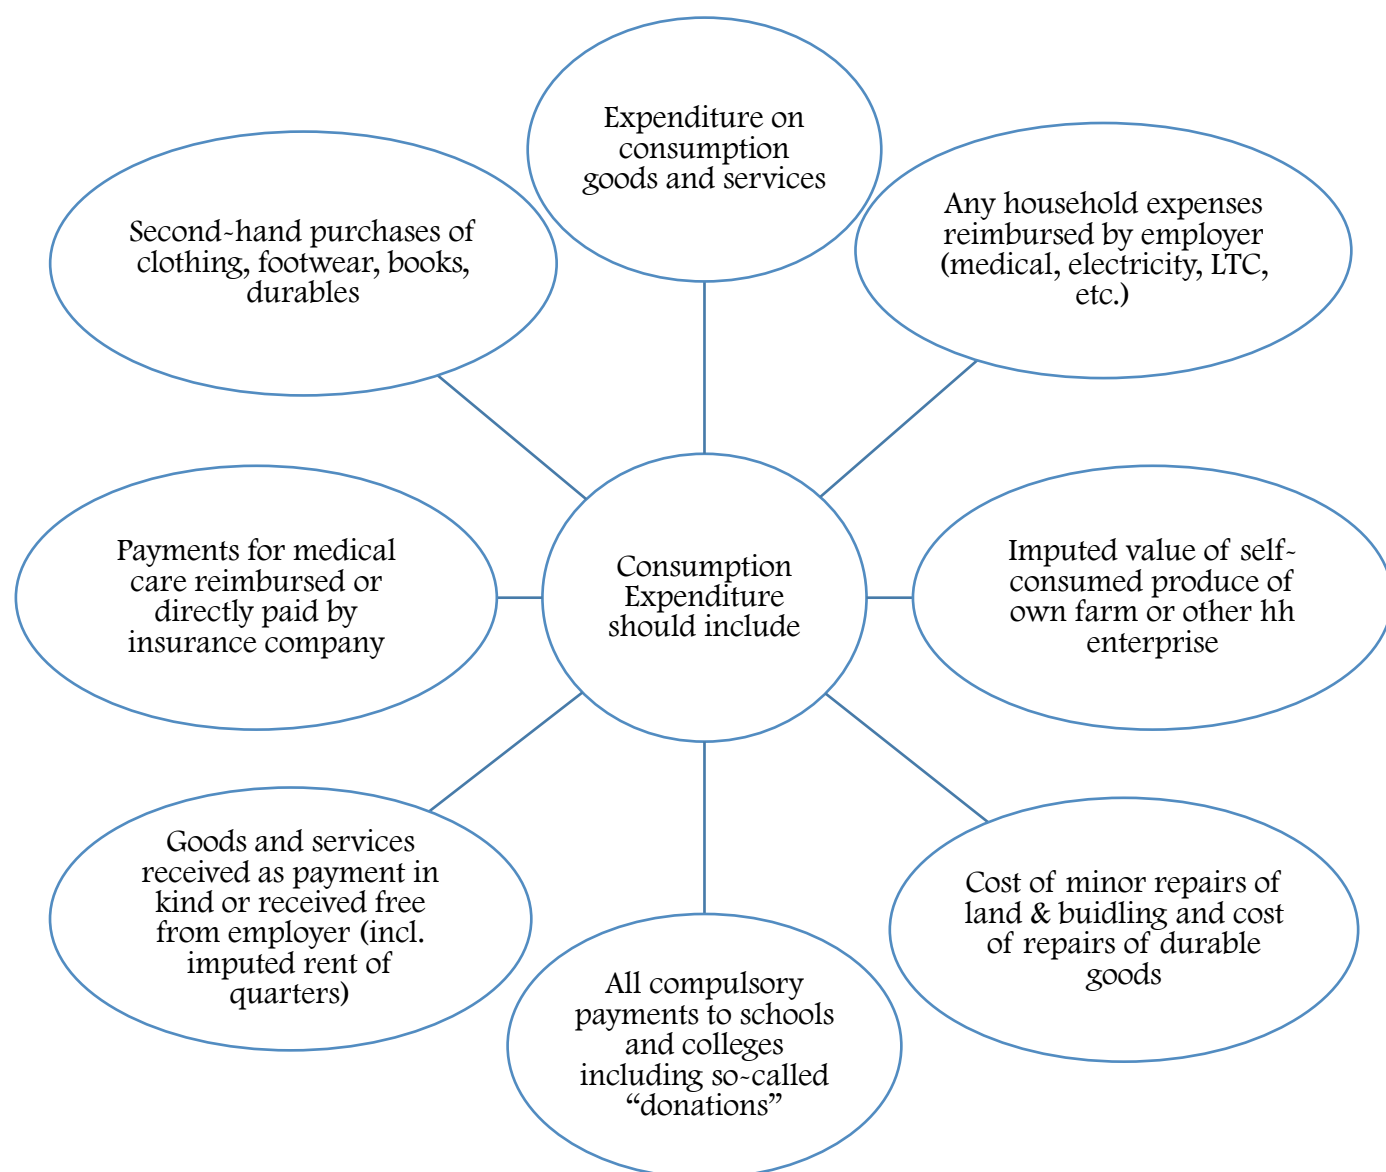 Expenditure on
consumption
goods and services
Any household expenses
reimbursed by employer
(medical, electricity, LTC,
etc.)
Imputed value of self-
consumed produce of
own farm or other hh
enterprise
Cost of minor repairs of
land & buidling and cost
of repairs of durable
goods
All compulsory
payments to schools
and colleges
including so-called
“donations”
Goods and services
received as payment in
kind or received free
from employer (incl.
imputed rent of
quarters)
Payments for medical
care reimbursed or
directly paid by
insurance company
Second-hand purchases of
clothing, footwear, books,
durables
Consumption
Expenditure
should include